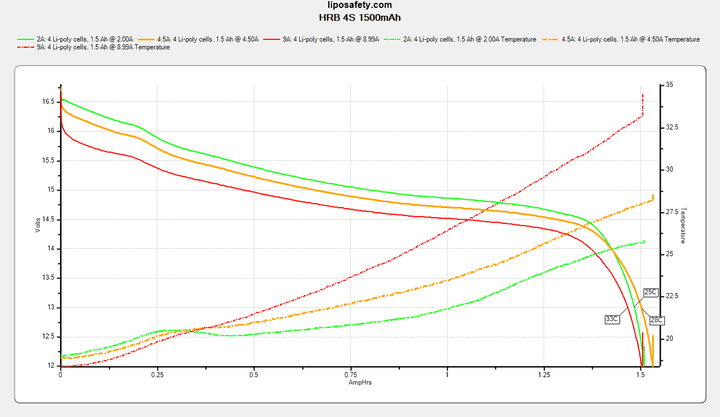 liposafety.com
HRB 4S 1500mAh
2A: 4 Li-poly cells, 1.5 Ah @ 2.00A 4.5A: 4 Li-poly cells, 1.5 Ah @ 4.50A 9A: 4 Li-poly cells, 1.5 Ah @ 8.99A 2A: 4 Li-poly cells, 1.5 Ah @ 2.00A Temperature 4.5A: 4 Li-poly cells, 1.5 Ah @ 4.50A Temperature
9A: 4 Li-poly cells, 1.5 Ah @ 8.99A Temperature
35
16.5
16
32.5
15.5
30
15
27.5
14.5
Volts
Temperature
14
25
13.5
22.5
25C
13
33C
28C
12.5
20
12
0
0.25
0.5
0.75
1
1.25
1.5
AmpHrs